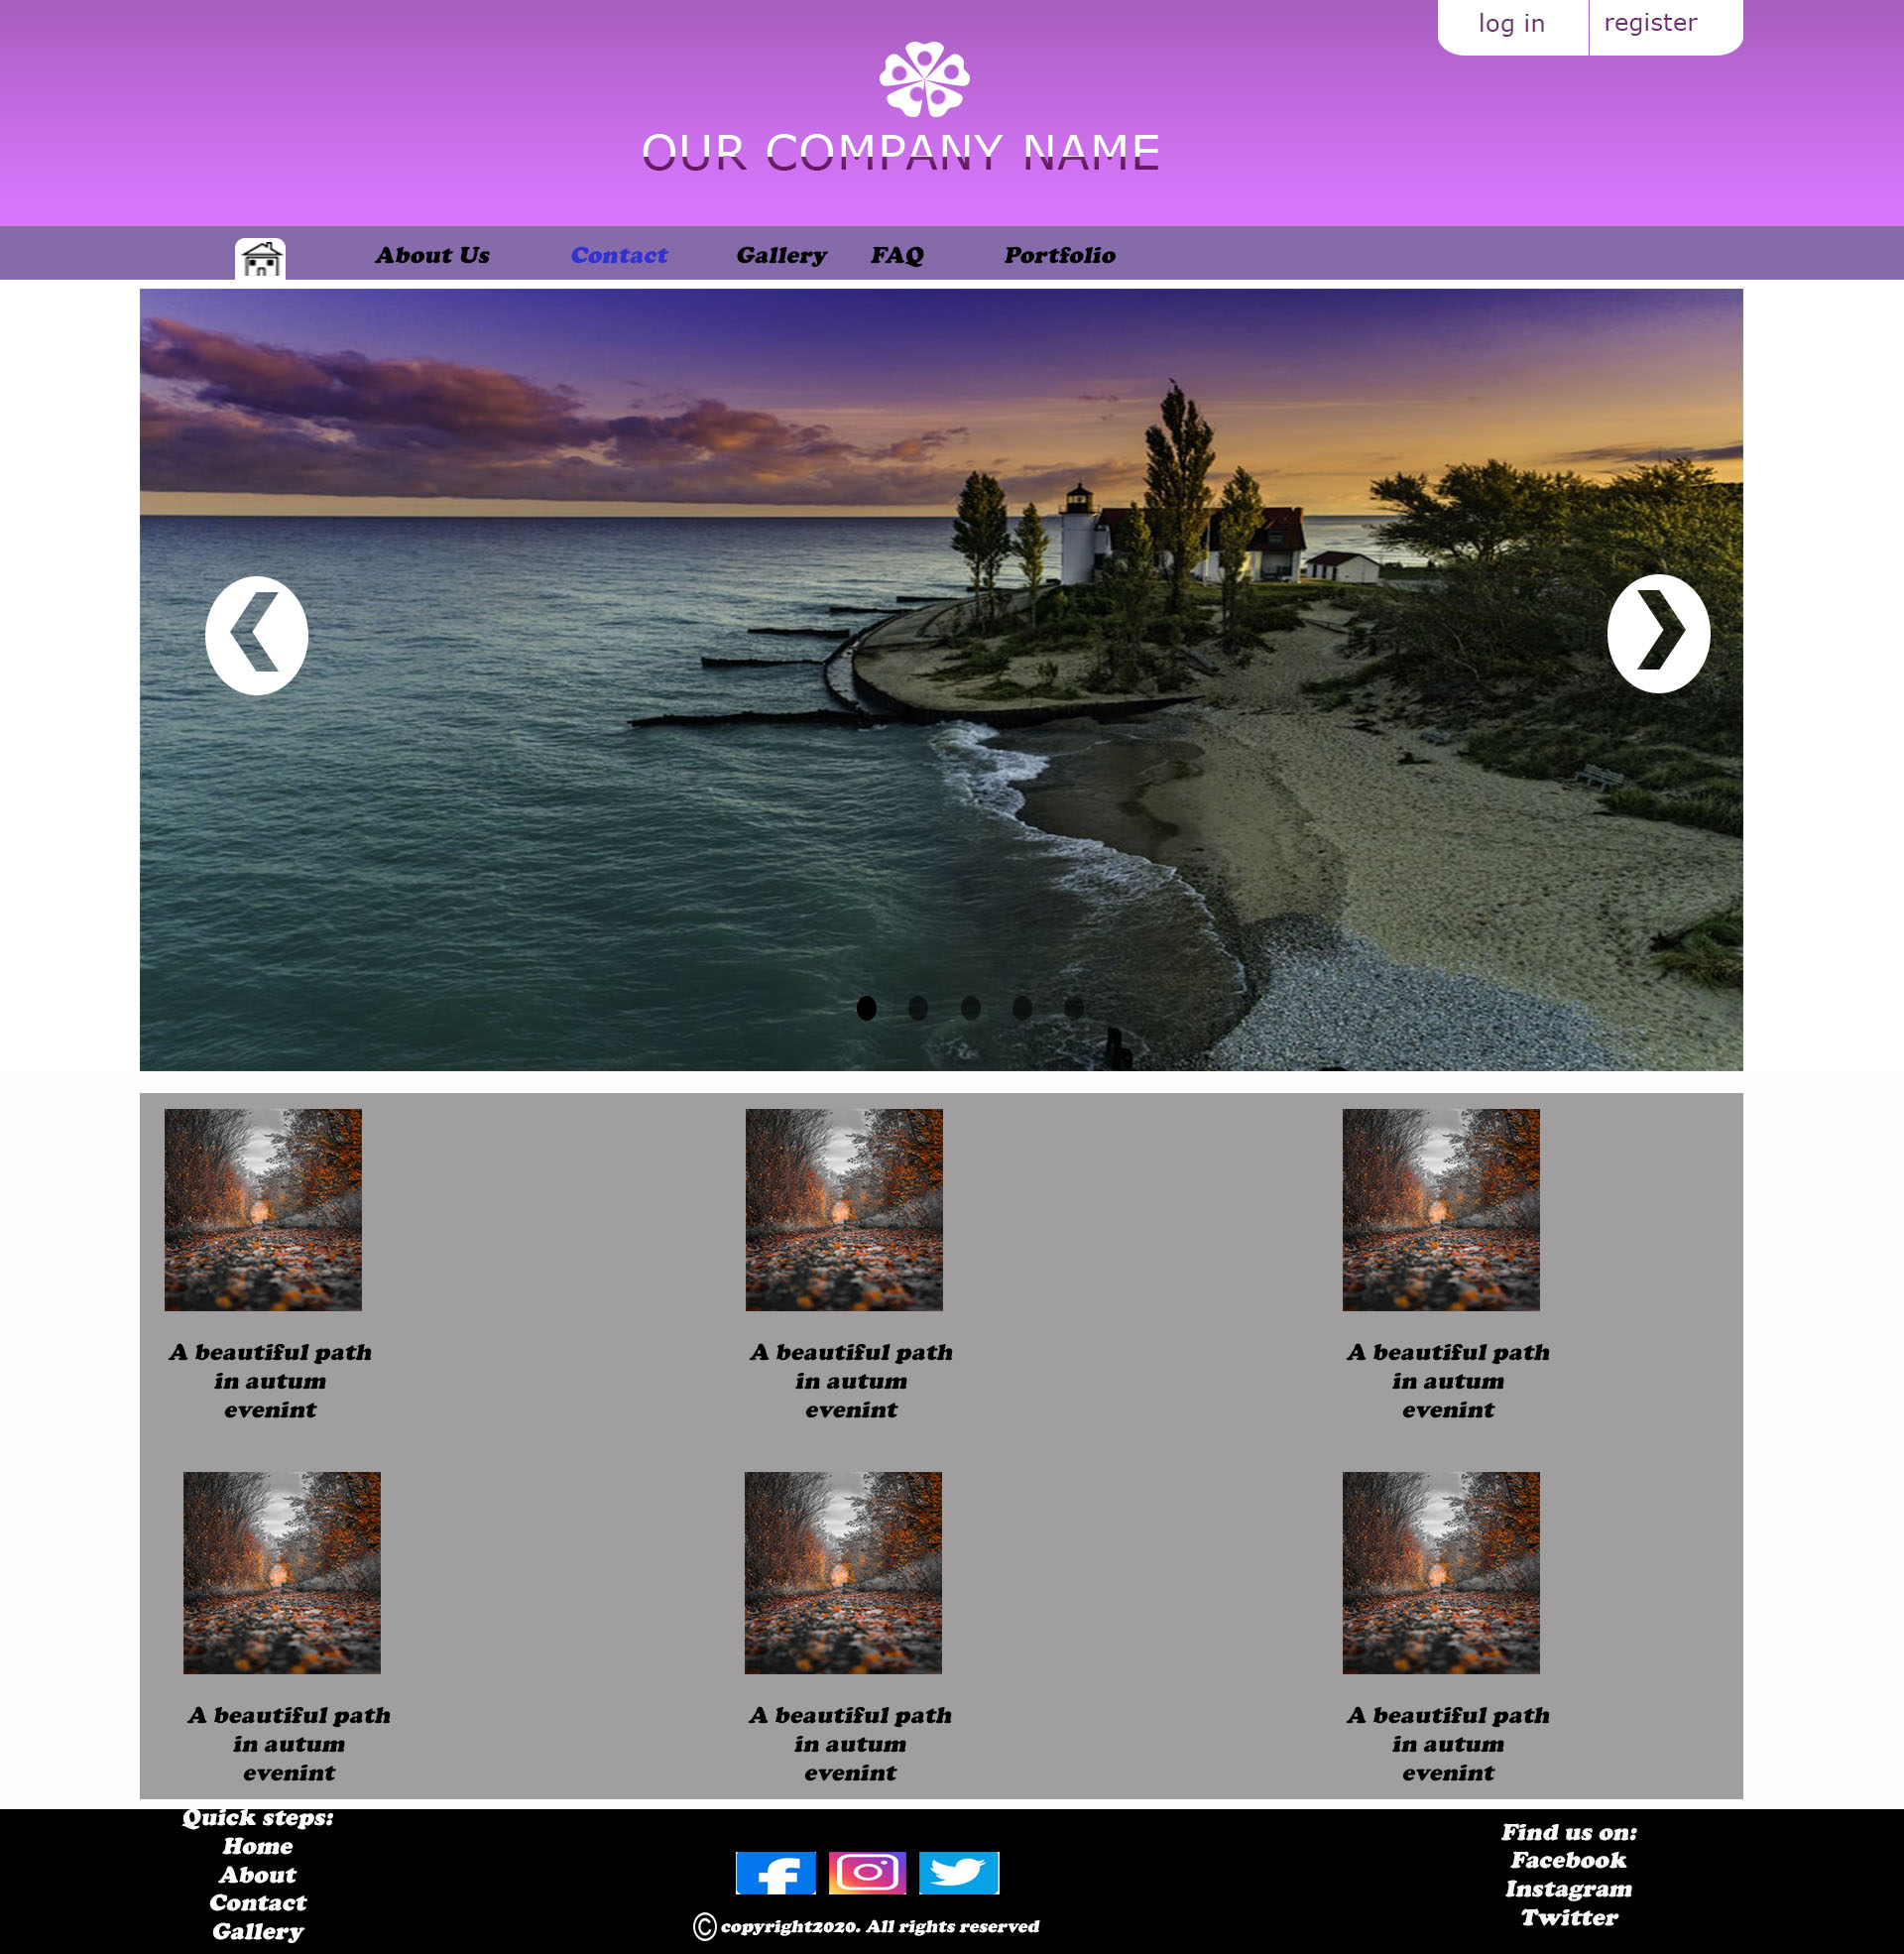 log in register
OUR COMPANY NAME
About Us Contact Gallery FAQ Portfolio
A beautiful path
in autum
evenint
A beautiful path
in autum
evenint
A beautiful path
in autum
evenint
A beautiful path
in autum
evenint
A beautiful path
in autum
evenint
A beautiful path
in autum
evenint
Quick steps:
Home
About
Contact
Gallery
© copyright2020. All rights reserved
Find us on:
Facebook
Instagram
Twitter